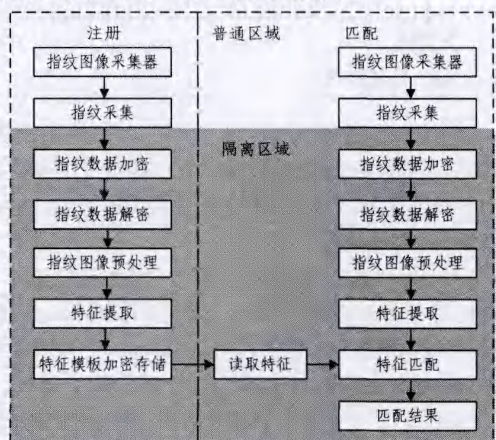 注册 普通区域 匹配
指纹图像采集器 指纹图像采集器
指纹采集 指纹采集
隔离区域
指纹数据加密 指纹数据加密
指纹数据解密 指纹数据解密
指纹图像预处理 指纹图像预处理
特征提取 特征提取
特征模板加密存储 读取特征 特征匹配
匹配结果